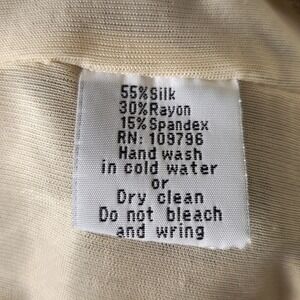 55%Silk
30%Rayon
15%Spandex
RN: 109796
Hand wash
in cold water
or
Dry clean
Do not bleach
and wring